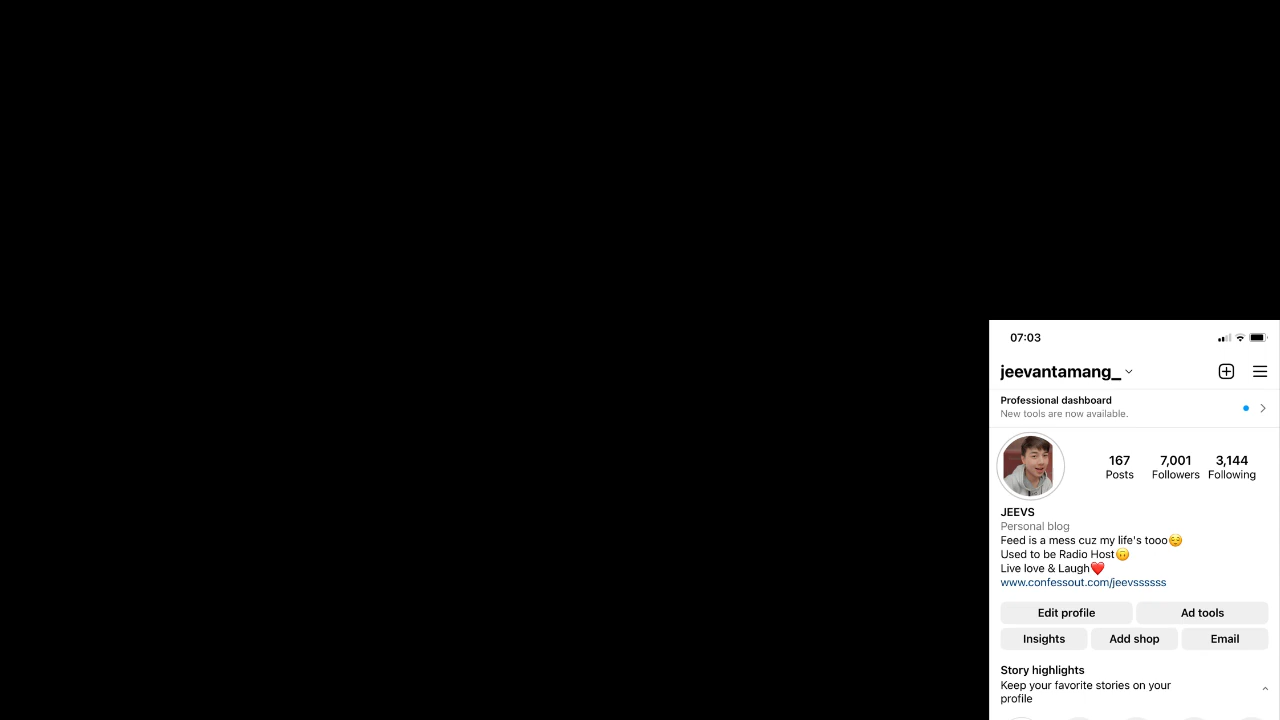 07:03
jeevantamang_
Professional dashboard
New tools are now available.
167 7,001 3,144
Posts Followers Following
JEEVS
Personal blog
Feed is a mess cuz my life's tooo😌
Used to be Radio Host🙃
Live love & Laugh❤️
www.confessout.com/jeevssssss
Edit profile Ad tools
Insights Add shop Email
Story highlights
Keep your favorite stories on your
profile